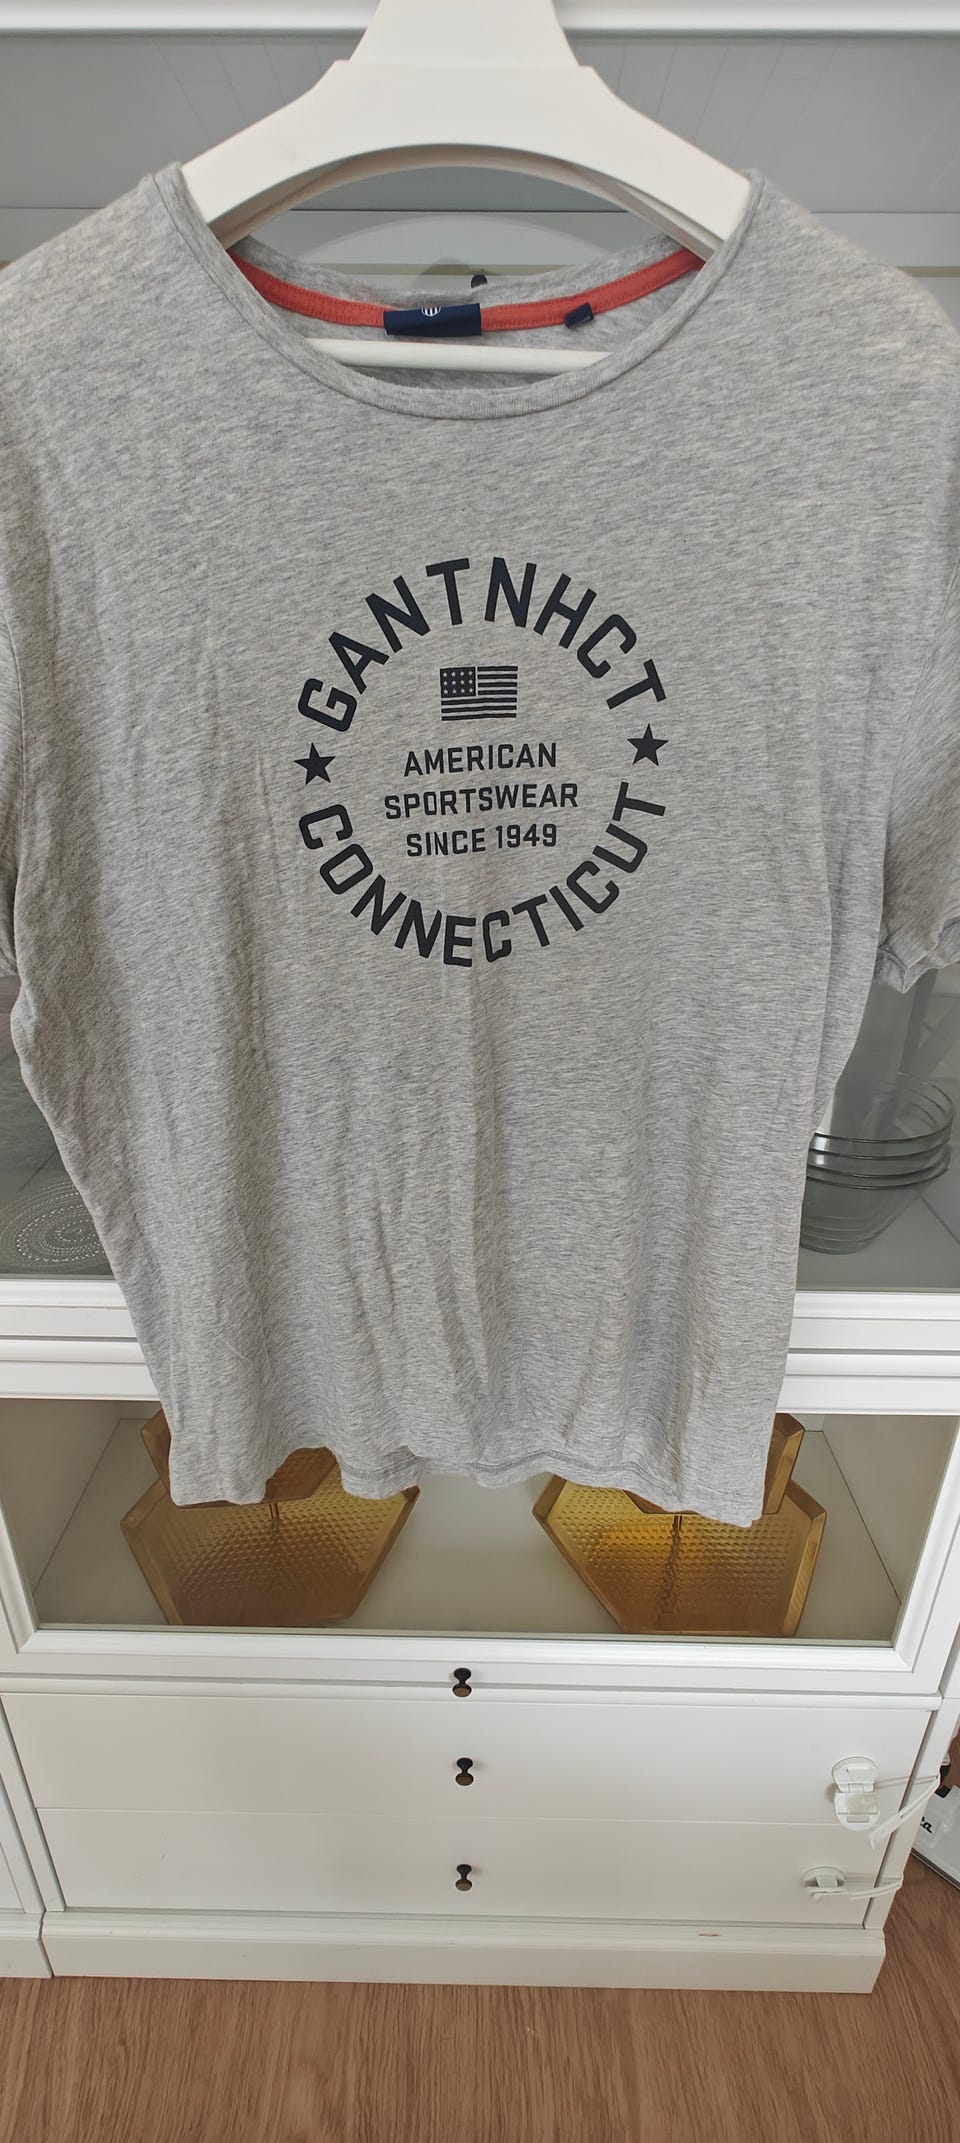 GANTNHCT
AMERICAN
SPORTSWEAR
SINCE 1949
CONNECTICUT